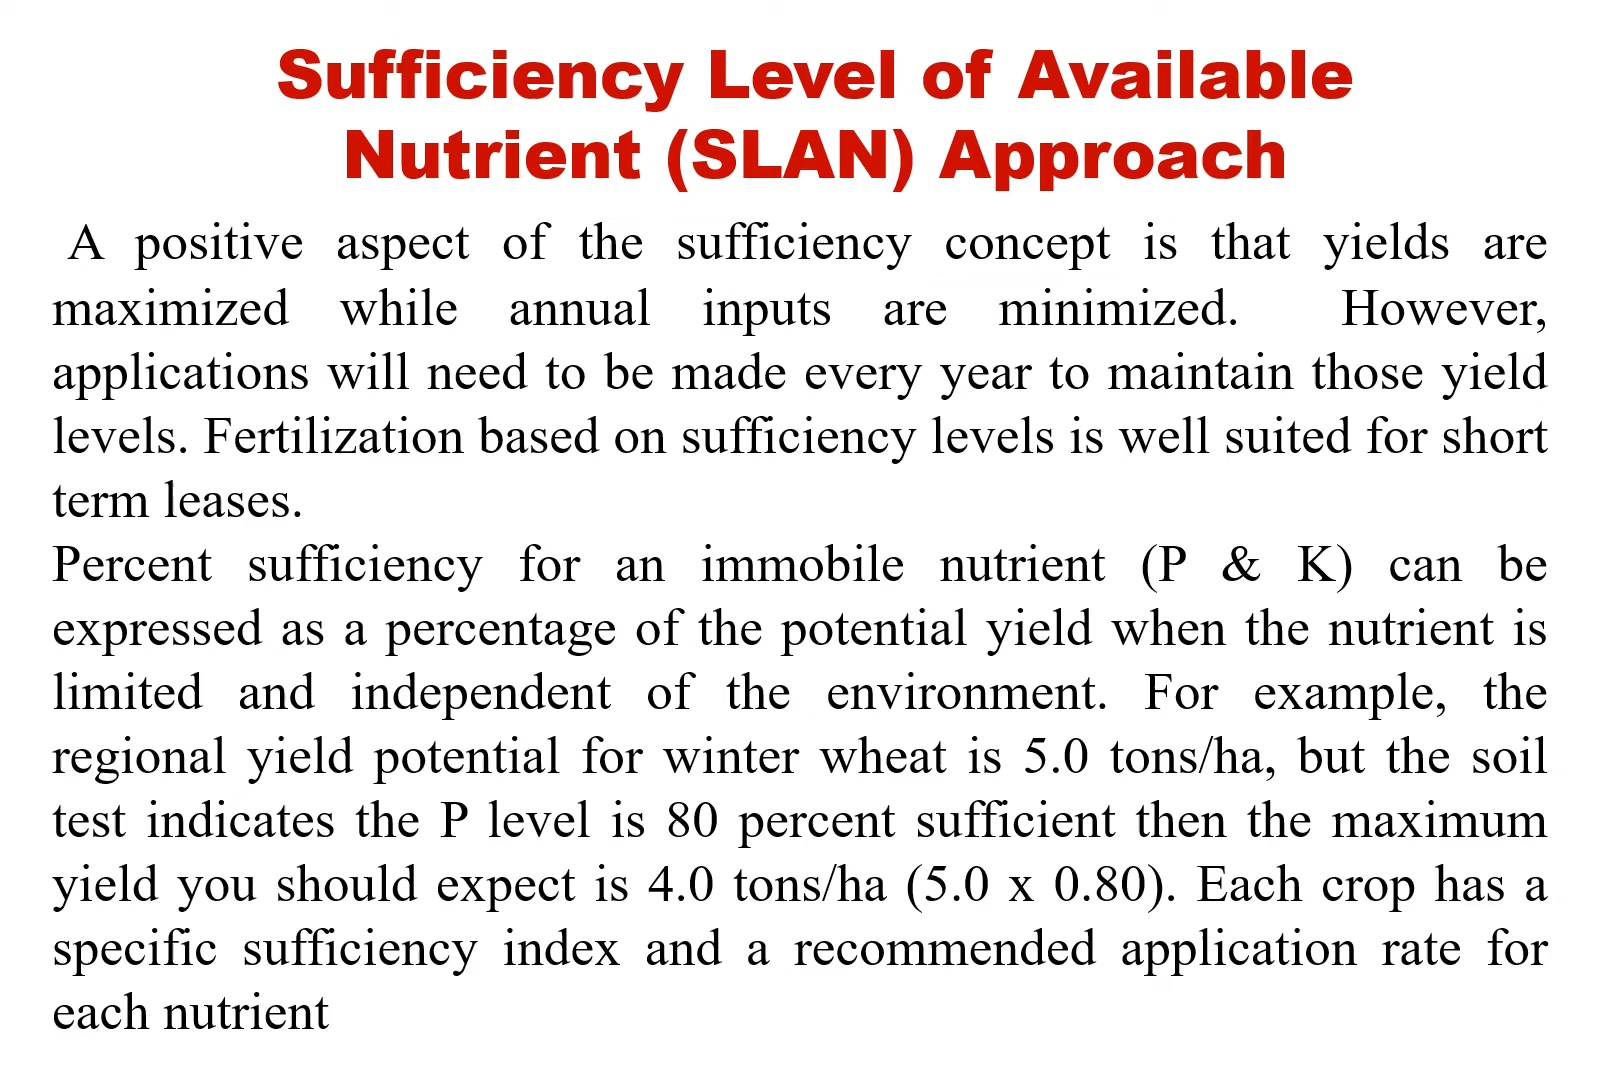 Sufficiency Level of Available
Nutrient (SLAN) Approach
A positive aspect of the sufficiency concept is that yields are
maximized while annual inputs are minimized. However,
applications will need to be made every year to maintain those yield
levels. Fertilization based on sufficiency levels is well suited for short
term leases.
Percent sufficiency for an immobile nutrient (P & K) can be
expressed as a percentage of the potential yield when the nutrient is
limited and independent of the environment. For example, the
regional yield potential for winter wheat is 5.0 tons/ha, but the soil
test indicates the P level is 80 percent sufficient then the maximum
yield you should expect is 4.0 tons/ha (5.0 x 0.80). Each crop has a
specific sufficiency index and a recommended application rate for
each nutrient